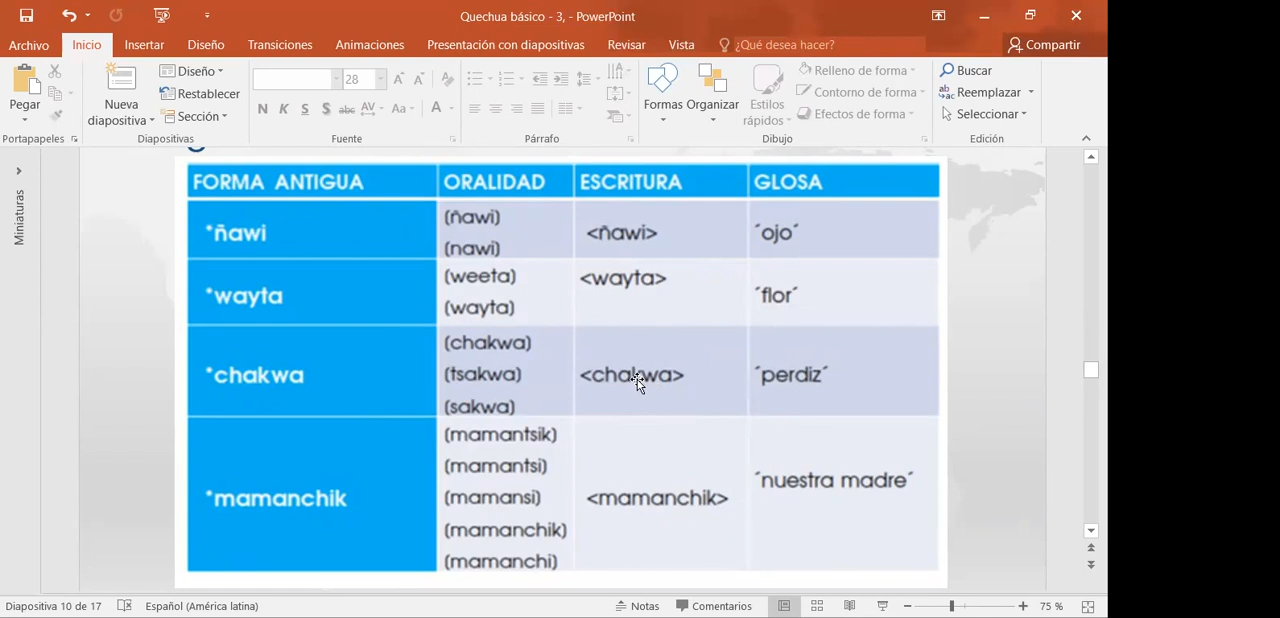 Quechua básico - 3, - PowerPoint
Archivo Inicio Insertar Diseño Transiciones Animaciones Presentación con diapositivas Revisar Vista ¿Qué desea hacer? Compartir
Pegar
Nueva diapositiva
Diseño
Restablecer
Sección
28
N K S S abc AV Aa A
Formas Organizar Estilos rápidos
Relleno de forma
Contorno de forma
Efectos de forma
Buscar
Reemplazar
Seleccionar
Portapapeles Diapositivas Fuente Párrafo Dibujo Edición
Miniaturas
FORMA ANTIGUA ORALIDAD ESCRITURA GLOSA
*ñawi (ñawi) <ñawi> ´ojo´
(nawi)
*wayta (weeta) <wayta> ´flor´
(wayta)
*chakwa (chakwa) <chakwa> ´perdiz´
(tsakwa)
(sakwa)
*mamanchik (mamantsik) <mamanchik> ´nuestra madre´
(mamantsi)
(mamansi)
(mamanchik)
(mamanchi)
Diapositiva 10 de 17 Español (América latina) Notas Comentarios 75 %